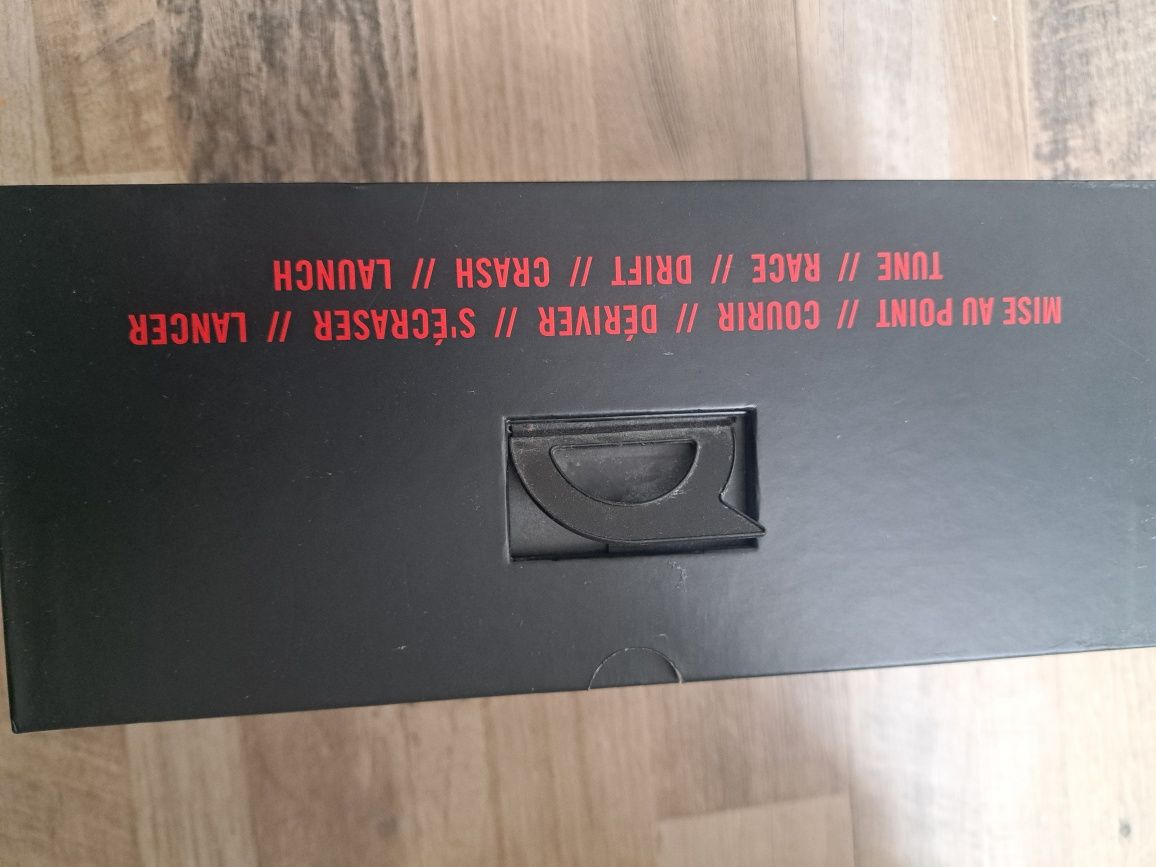 MISE AU POINT // COURIR // DÉRIVER // S'ÉCRASER // LANCER
TUNE // RACE // DRIFT // CRASH // LAUNCH